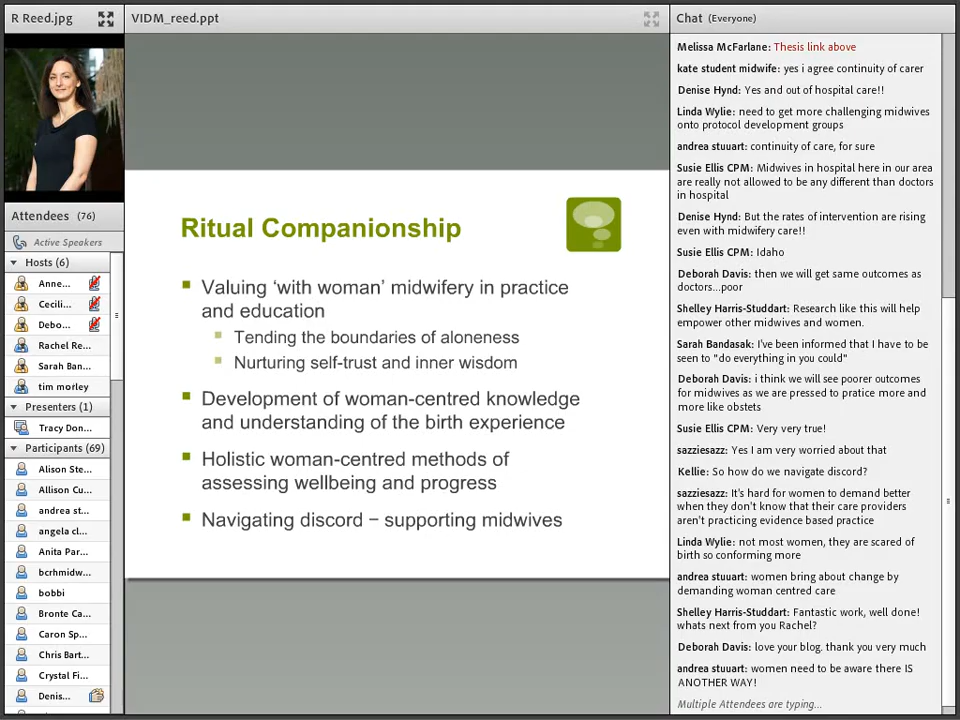 R Reed.jpg
VIDM_reed.ppt
Chat (Everyone)
Attendees (76)
Active Speakers
Hosts (6)
Anne...
Cecili...
Debo...
Rachel Re...
Sarah Ban...
tim morley
Presenters (1)
Tracy Don...
Participants (69)
Alison Ste...
Allison Cu...
andrea st...
angela cl...
Anita Par...
bcrhmidw...
bobbi
Bronte Ca...
Caron Sp...
Chris Bart...
Crystal Fi...
Denis...
Ritual Companionship
Valuing ‘with woman’ midwifery in practice
and education
Tending the boundaries of aloneness
Nurturing self-trust and inner wisdom
Development of woman-centred knowledge
and understanding of the birth experience
Holistic woman-centred methods of
assessing wellbeing and progress
Navigating discord – supporting midwives
Melissa McFarlane: Thesis link above
kate student midwife: yes i agree continuity of carer
Denise Hynd: Yes and out of hospital care!!
Linda Wylie: need to get more challenging midwives
onto protocol development groups
andrea stuuart: continuity of care, for sure
Susie Ellis CPM: Midwives in hospital here in our area
are really not allowed to be any different than doctors
in hospital
Denise Hynd: But the rates of intervention are rising
even with midwifery care!!
Susie Ellis CPM: Idaho
Deborah Davis: then we will get same outcomes as
doctors...poor
Shelley Harris-Studdart: Research like this will help
empower other midwives and women.
Sarah Bandasak: I've been informed that I have to be
seen to "do everything in you could"
Deborah Davis: i think we will see poorer outcomes
for midwives as we are pressed to pratice more and
more like obstets
Susie Ellis CPM: Very very true!
sazziesazz: Yes I am very worried about that
Kellie: So how do we navigate discord?
sazziesazz: It's hard for women to demand better
when they don't know that their care providers
aren't practicing evidence based practice
Linda Wylie: not most women, they are scared of
birth so conforming more
andrea stuuart: women bring about change by
demanding woman centred care
Shelley Harris-Studdart: Fantastic work, well done!
whats next from you Rachel?
Deborah Davis: love your blog. thank you very much
andrea stuuart: women need to be aware there IS
ANOTHER WAY!
Multiple Attendees are typing...